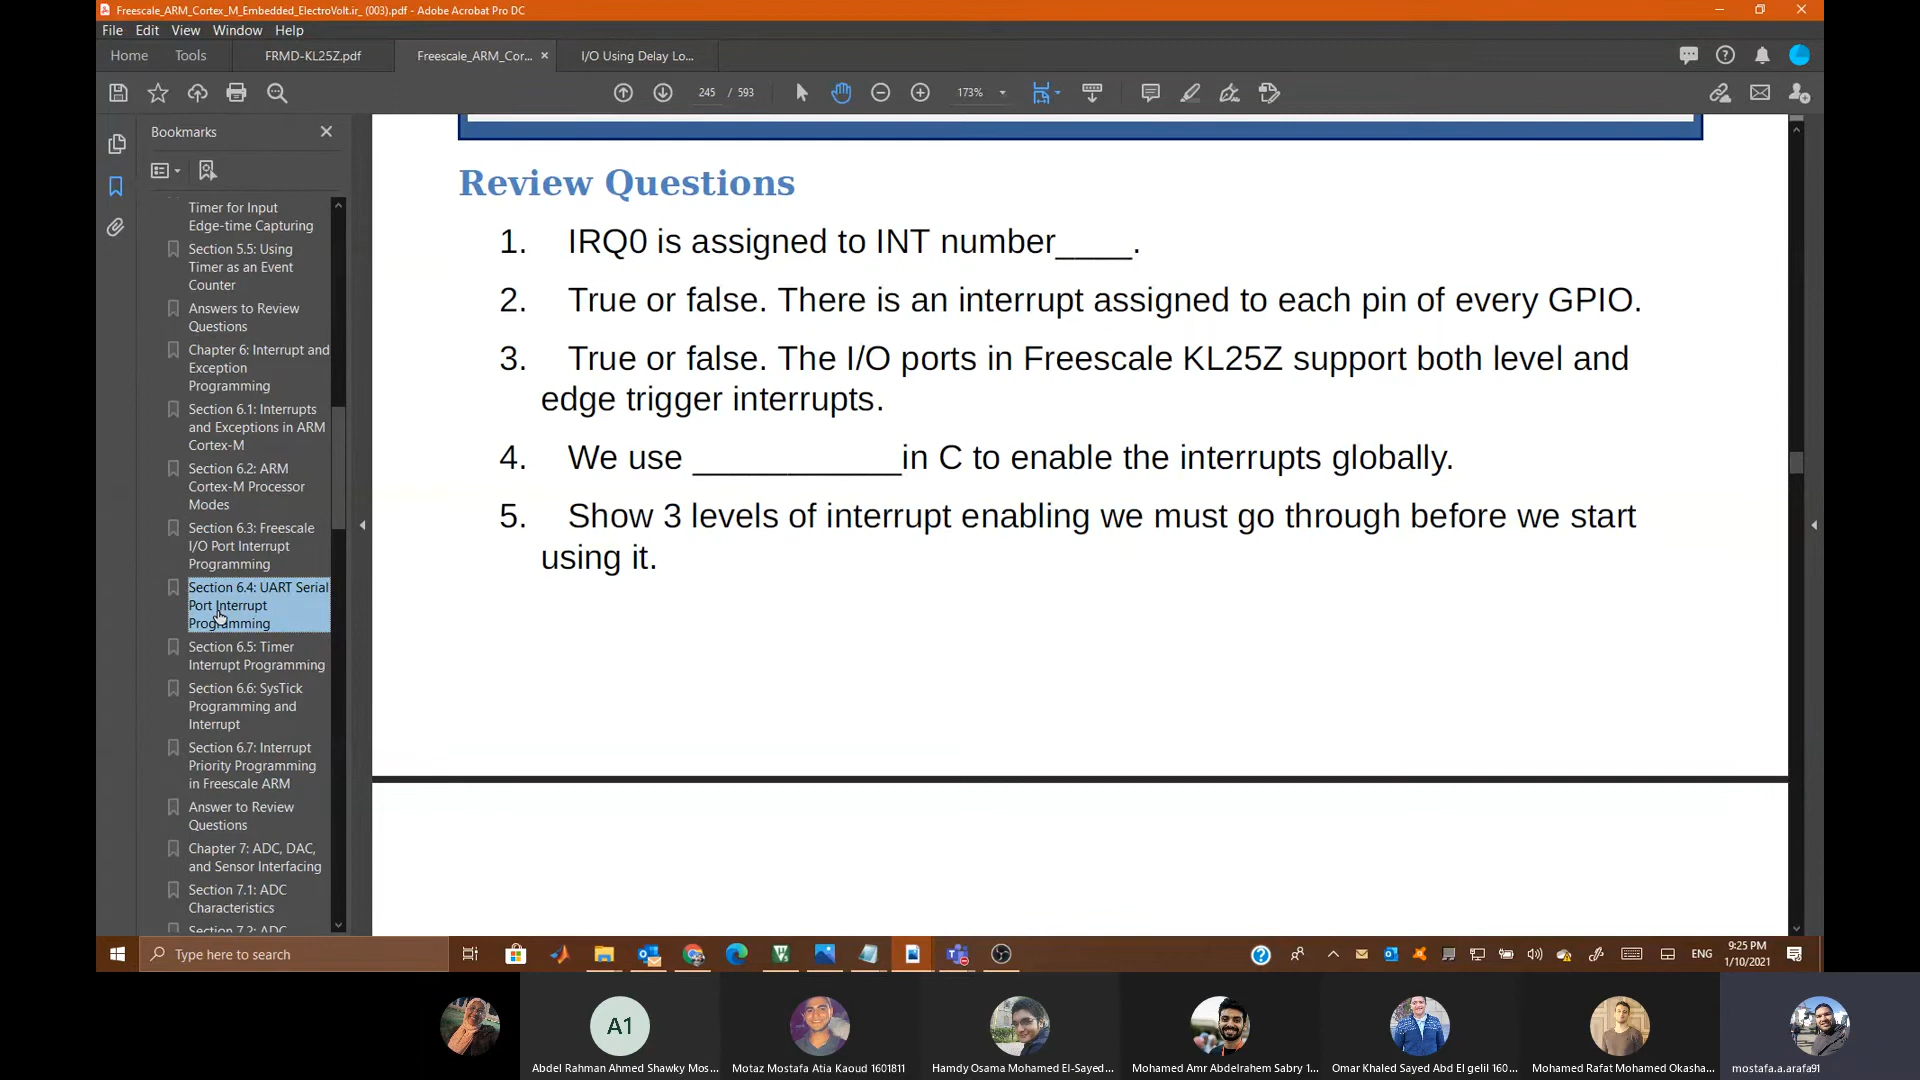 Freescale_ARM_Cortex_M_Embedded_ElectroVolt.ir_ (003).pdf - Adobe Acrobat Pro DC
File Edit View Window Help
Home Tools FRMD-KL25Z.pdf Freescale_ARM_Cor... × I/O Using Delay Lo...
245 / 593 173%
Bookmarks
Timer for Input
Edge-time Capturing
Section 5.5: Using
Timer as an Event
Counter
Answers to Review
Questions
Chapter 6: Interrupt and
Exception
Programming
Section 6.1: Interrupts
and Exceptions in ARM
Cortex-M
Section 6.2: ARM
Cortex-M Processor
Modes
Section 6.3: Freescale
I/O Port Interrupt
Programming
Section 6.4: UART Serial
Port Interrupt
Programming
Section 6.5: Timer
Interrupt Programming
Section 6.6: SysTick
Programming and
Interrupt
Section 6.7: Interrupt
Priority Programming
in Freescale ARM
Answer to Review
Questions
Chapter 7: ADC, DAC,
and Sensor Interfacing
Section 7.1: ADC
Characteristics
Section 7.2: ADC
Review Questions
1. IRQ0 is assigned to INT number____.
2. True or false. There is an interrupt assigned to each pin of every GPIO.
3. True or false. The I/O ports in Freescale KL25Z support both level and
edge trigger interrupts.
4. We use ___________in C to enable the interrupts globally.
5. Show 3 levels of interrupt enabling we must go through before we start
using it.
Type here to search
ENG
9:25 PM
1/10/2021
A1
Abdel Rahman Ahmed Shawky Mos... Motaz Mostafa Atia Kaoud 1601811 Hamdy Osama Mohamed El-Sayed... Mohamed Amr Abdelrahem Sabry 1... Omar Khaled Sayed Abd El gelil 160... Mohamed Rafat Mohamed Okasha... mostafa.a.arafa91